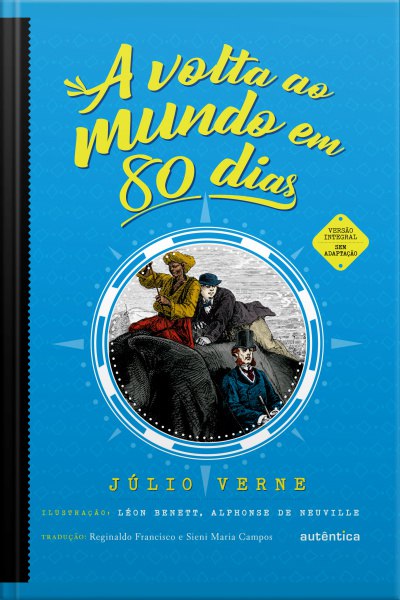 A volta ao
mundo em
80 dias
VERSÃO
INTEGRAL
SEM
ADAPTAÇÃO
JÚLIO VERNE
ILUSTRAÇÃO: LÉON BENETT, ALPHONSE DE NEUVILLE
TRADUÇÃO: Reginaldo Francisco e Sieni Maria Campos
autêntica